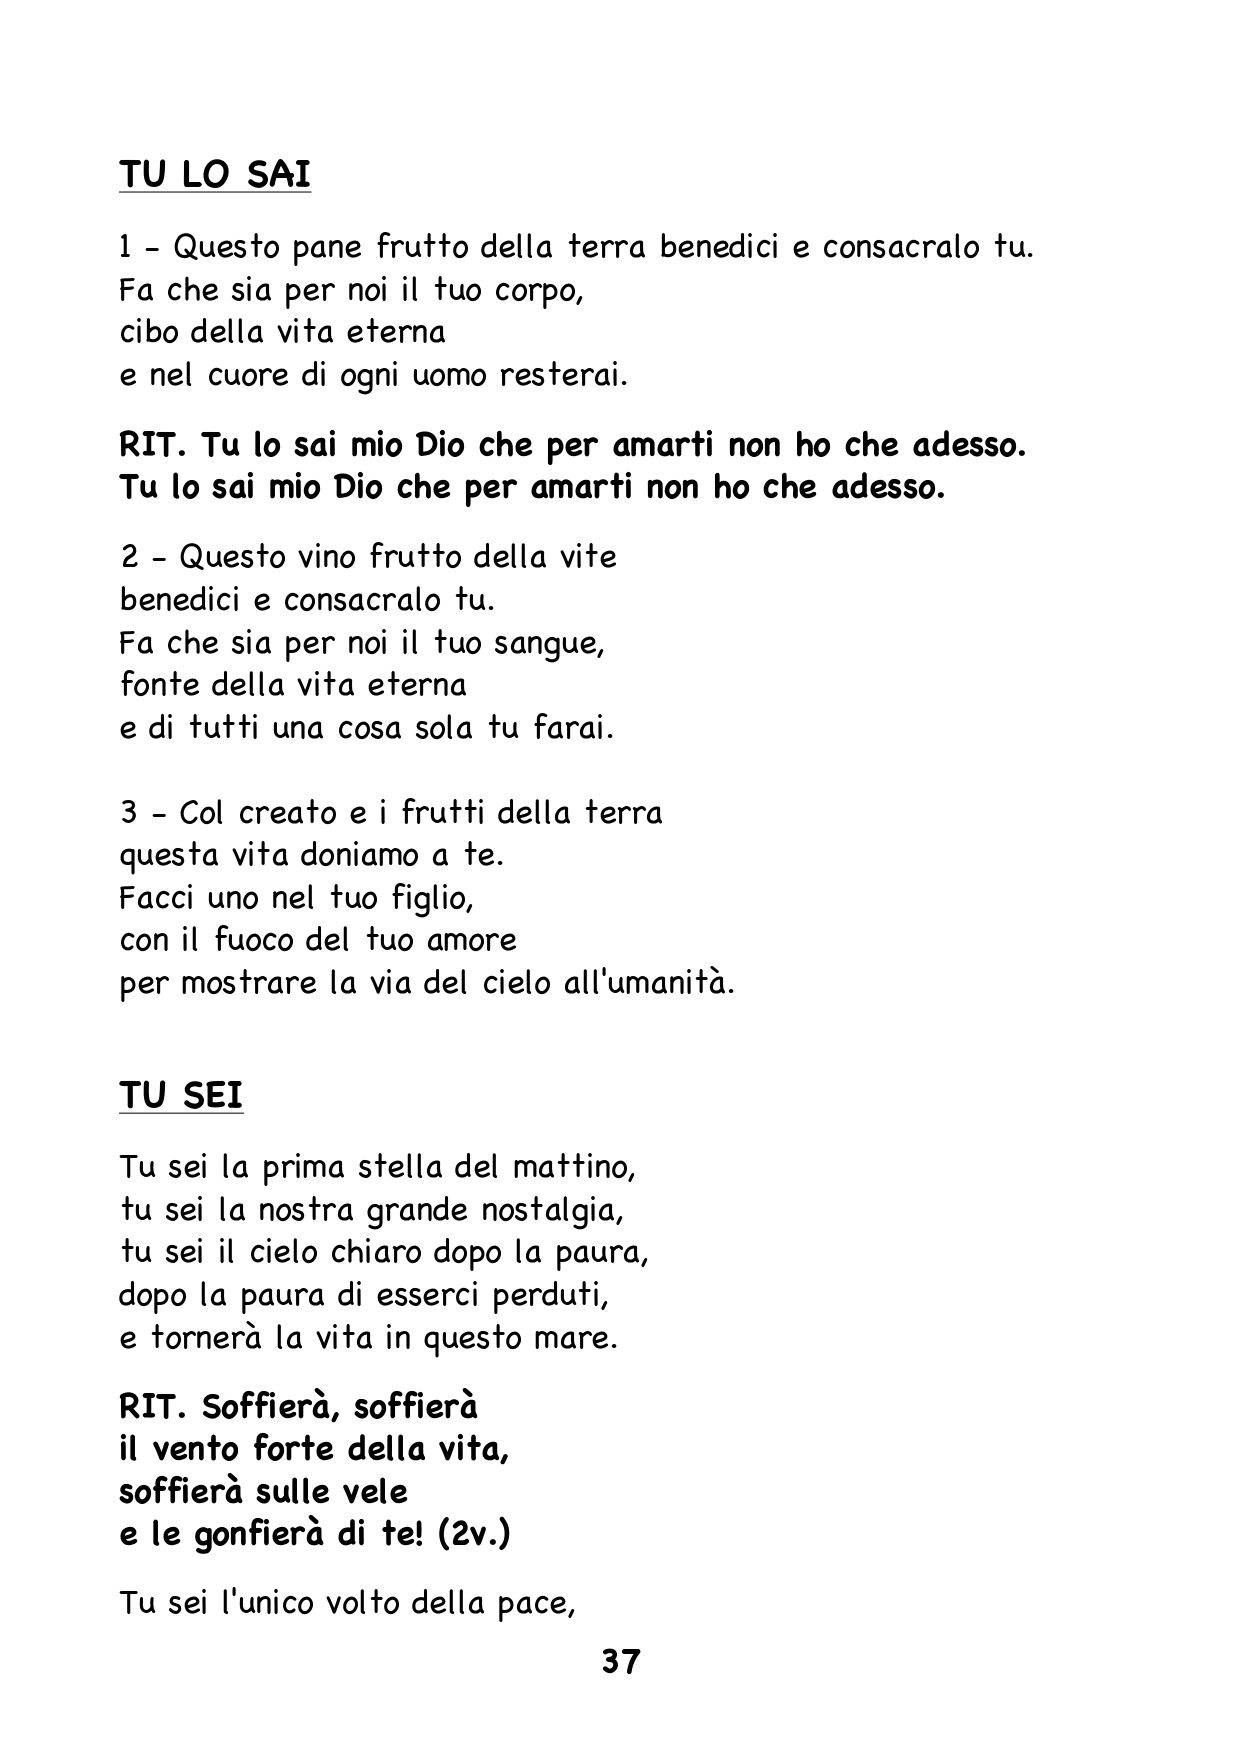 TU LO SAI
1 - Questo pane frutto della terra benedici e consacralo tu.
Fa che sia per noi il tuo corpo,
cibo della vita eterna
e nel cuore di ogni uomo resterai.
RIT. Tu lo sai mio Dio che per amarti non ho che adesso.
Tu lo sai mio Dio che per amarti non ho che adesso.
2 - Questo vino frutto della vite
benedici e consacralo tu.
Fa che sia per noi il tuo sangue,
fonte della vita eterna
e di tutti una cosa sola tu farai.
3 - Col creato e i frutti della terra
questa vita doniamo a te.
Facci uno nel tuo figlio,
con il fuoco del tuo amore
per mostrare la via del cielo all'umanità.
TU SEI
Tu sei la prima stella del mattino,
tu sei la nostra grande nostalgia,
tu sei il cielo chiaro dopo la paura,
dopo la paura di esserci perduti,
e tornerà la vita in questo mare.
RIT. Soffierà, soffierà
il vento forte della vita,
soffierà sulle vele
e le gonfierà di te! (2v.)
Tu sei l'unico volto della pace,
37